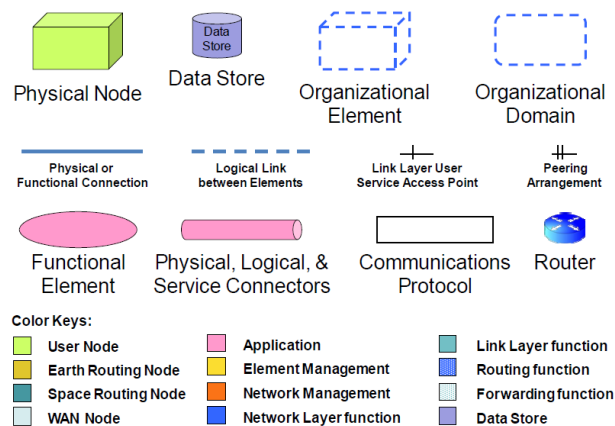 Data
Store
Physical Node
Data Store
Organizational
Element
Organizational
Domain
Physical or
Functional Connection
Logical Link
between Elements
Link Layer User
Service Access Point
Peering
Arrangement
Functional
Element
Physical, Logical, &
Service Connectors
Communications
Protocol
Router
Color Keys:
User Node
Earth Routing Node
Space Routing Node
WAN Node
Application
Element Management
Network Management
Network Layer function
Link Layer function
Routing function
Forwarding function
Data Store